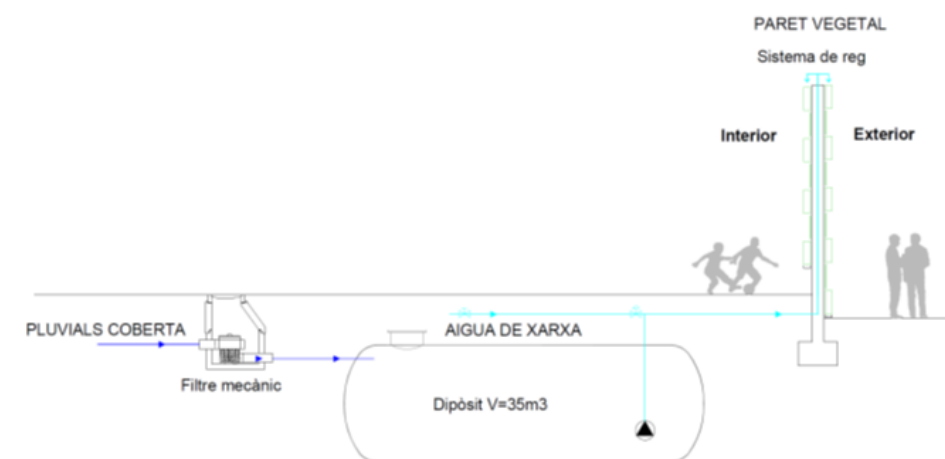 PARET VEGETAL
Sistema de reg
Interior
Exterior
PLUVIALS COBERTA
AIGUA DE XARXA
Filtre mecànic
Dipòsit V=35m3